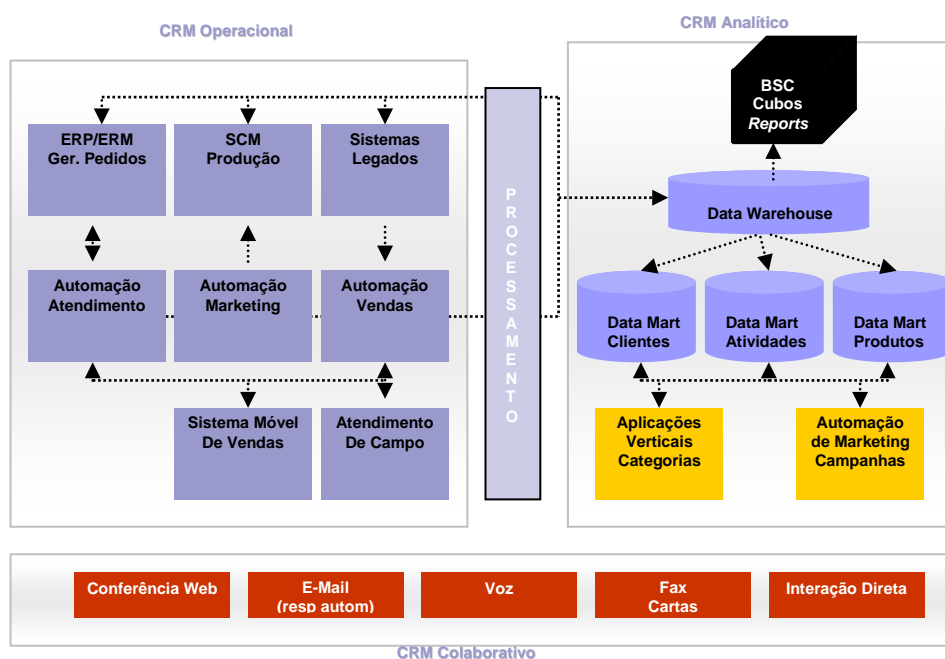 CRM Operacional
CRM Analítico
BSC
Cubos
Reports
ERP/ERM
Ger. Pedidos
SCM
Produção
Sistemas
Legados
PROCESSAMENTO
Data Warehouse
Automação
Atendimento
Automação
Marketing
Automação
Vendas
Data Mart
Clientes
Data Mart
Atividades
Data Mart
Produtos
Sistema Móvel
De Vendas
Atendimento
De Campo
Aplicações
Verticais
Categorias
Automação
de Marketing
Campanhas
Conferência Web
E-Mail
(resp autom)
Voz
Fax
Cartas
Interação Direta
CRM Colaborativo